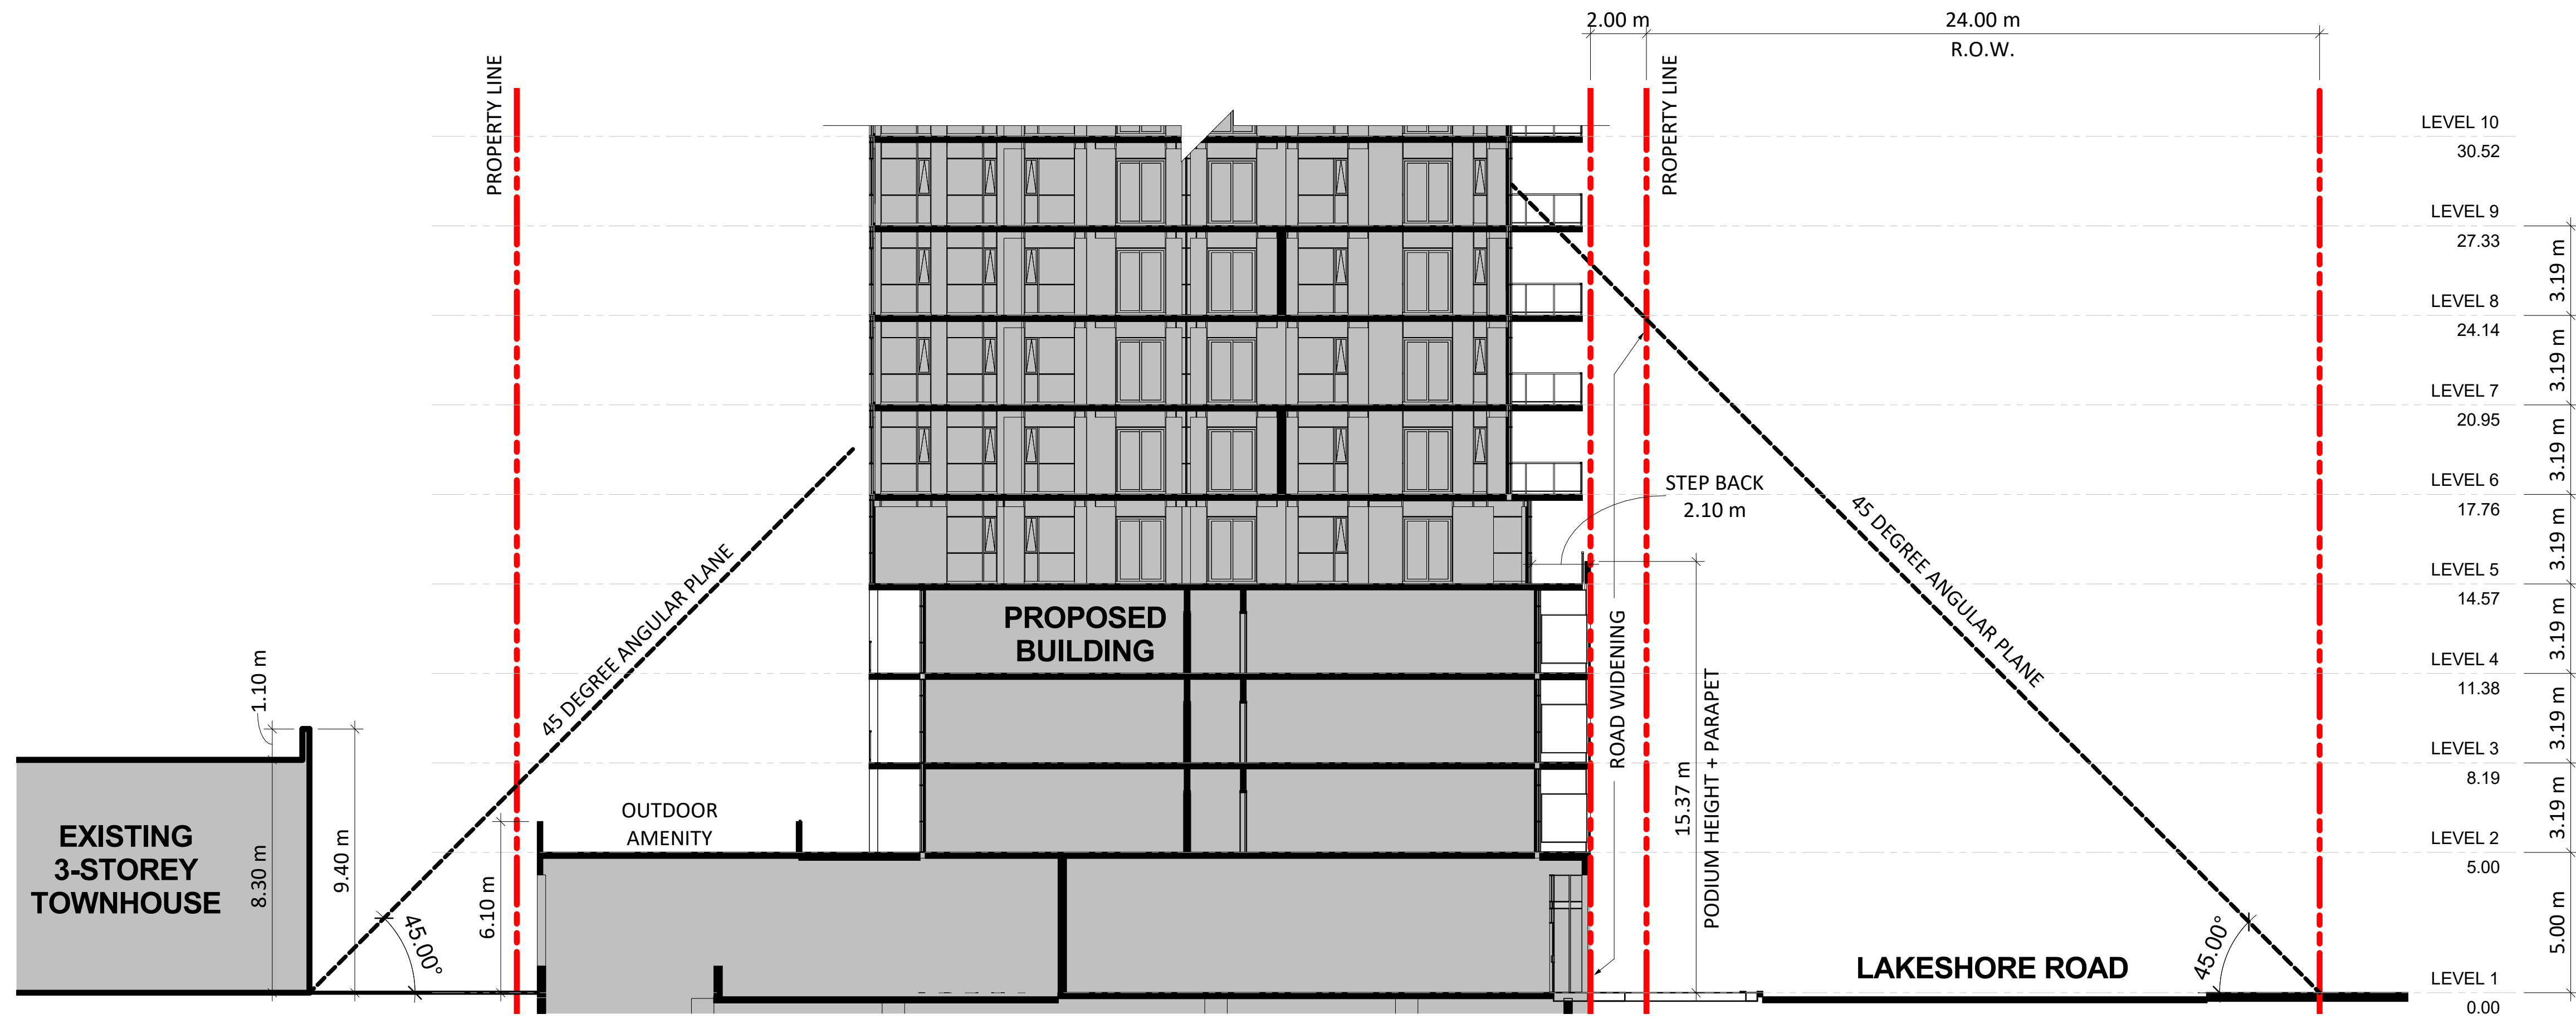 2.00 m
24.00 m
R.O.W.
PROPERTY LINE
PROPERTY LINE
LEVEL 10
30.52
LEVEL 9
27.33
3.19 m
LEVEL 8
24.14
3.19 m
LEVEL 7
20.95
3.19 m
LEVEL 6
17.76
3.19 m
LEVEL 5
14.57
3.19 m
LEVEL 4
11.38
3.19 m
LEVEL 3
8.19
3.19 m
LEVEL 2
5.00
5.00 m
LEVEL 1
0.00
STEP BACK
2.10 m
45 DEGREE ANGULAR PLANE
45 DEGREE ANGULAR PLANE
PROPOSED
BUILDING
ROAD WIDENING
15.37 m
PODIUM HEIGHT + PARAPET
1.10 m
8.30 m
9.40 m
6.10 m
OUTDOOR
AMENITY
EXISTING
3-STOREY
TOWNHOUSE
45.00°
LAKESHORE ROAD
45.00°